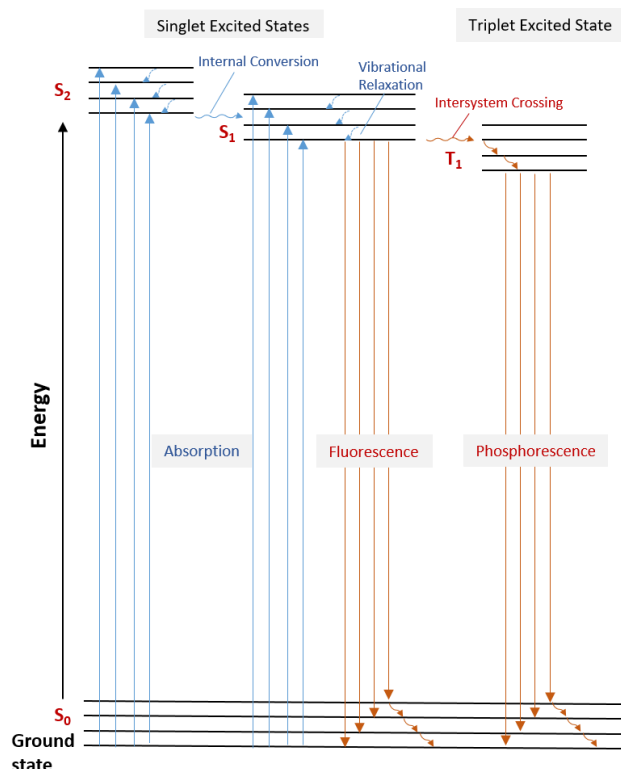 Singlet Excited States
Triplet Excited State
Internal Conversion
Vibrational
Relaxation
S2
Intersystem Crossing
S1
T1
Energy
Absorption
Fluorescence
Phosphorescence
S0
Ground
state